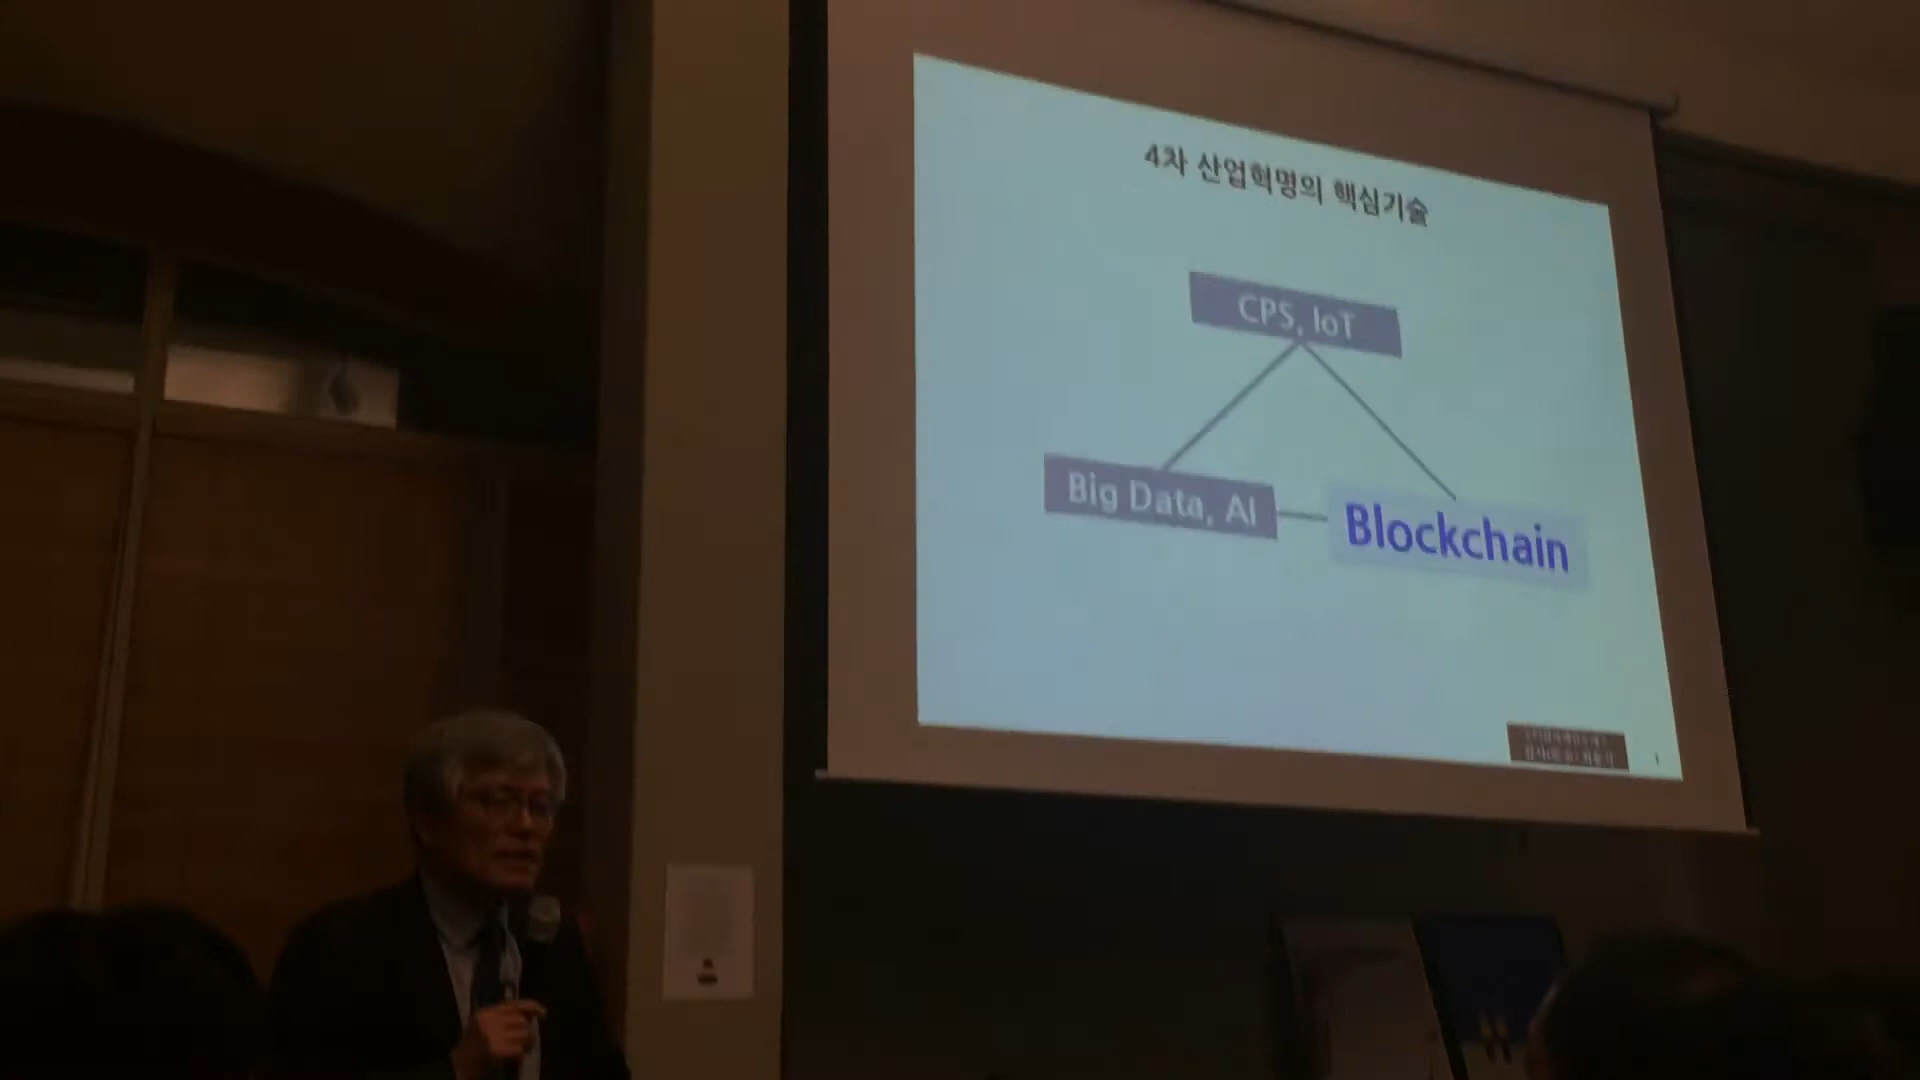 4차 산업혁명의 핵심기술
CPS, IoT
Big Data, AI
Blockchain